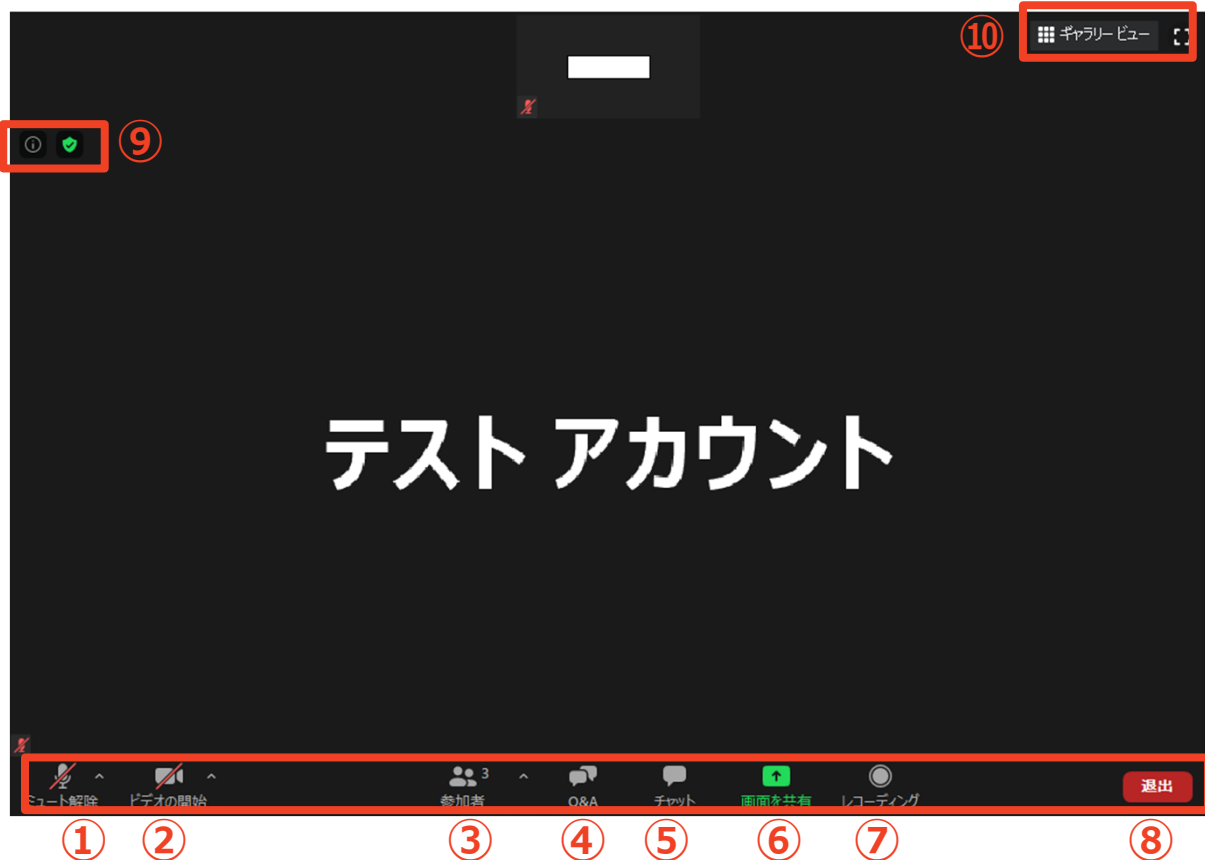 ⑩
ギャラリー ビュー
⑨
テスト アカウント
ミュート解除 ビデオの開始 参加者 3 Q&A チャット 画面を共有 レコーディング 退出
① ② ③ ④ ⑤ ⑥ ⑦ ⑧